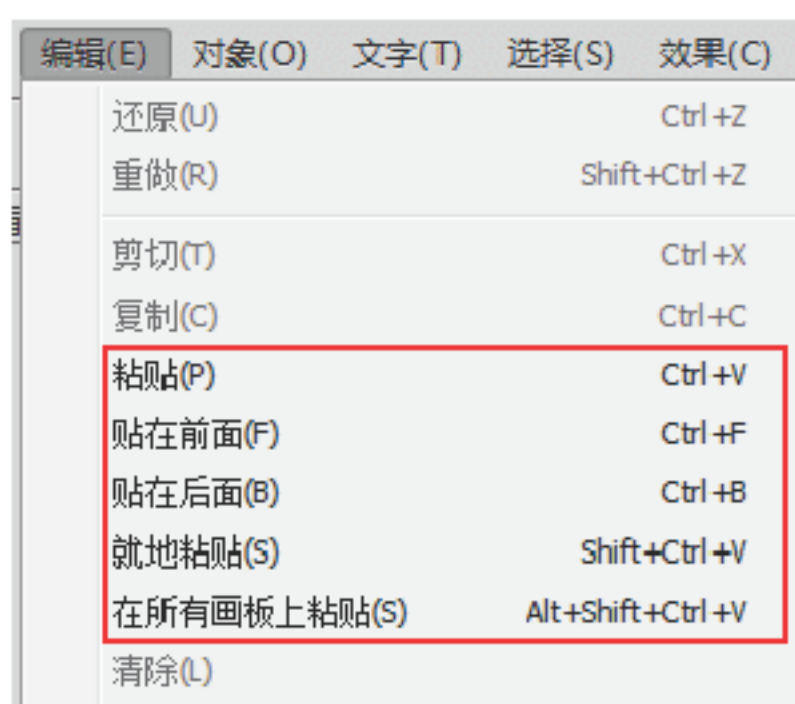 编辑(E) 对象(O) 文字(T) 选择(S) 效果(C)
还原(U) Ctrl+Z
重做(R) Shift+Ctrl+Z
剪切(T) Ctrl+X
复制(C) Ctrl+C
粘贴(P) Ctrl+V
贴在前面(F) Ctrl+F
贴在后面(B) Ctrl+B
就地粘贴(S) Shift+Ctrl+V
在所有画板上粘贴(S) Alt+Shift+Ctrl+V
清除(L)